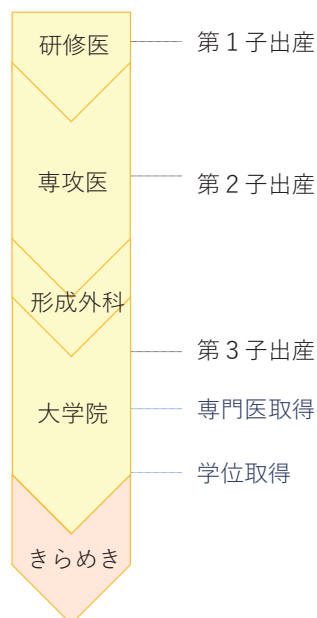 研修医
第１子出産
専攻医
第２子出産
形成外科
第３子出産
大学院
専門医取得
学位取得
きらめき